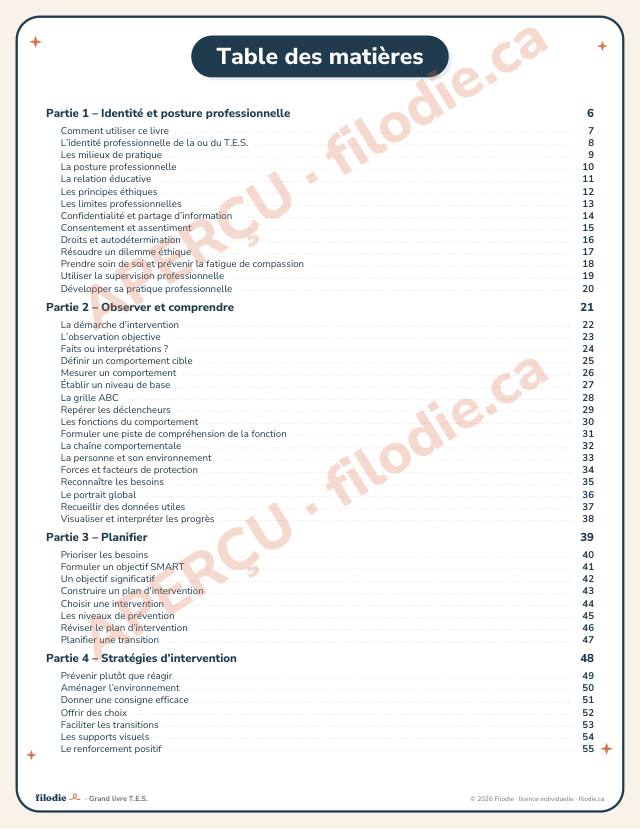 Table des matières
Partie 1 – Identité et posture professionnelle 6
Comment utiliser ce livre 7
L'identité professionnelle de la ou du T.E.S. 8
Les milieux de pratique 9
La posture professionnelle 10
La relation éducative 11
Les principes éthiques 12
Les limites professionnelles 13
Confidentialité et partage d'information 14
Consentement et assentiment 15
Droits et autodétermination 16
Résoudre un dilemme éthique 17
Prendre soin de soi et prévenir la fatigue de compassion 18
Utiliser la supervision professionnelle 19
Développer sa pratique professionnelle 20
Partie 2 – Observer et comprendre 21
La démarche d'intervention 22
L'observation objective 23
Faits ou interprétations ? 24
Définir un comportement cible 25
Mesurer un comportement 26
Établir un niveau de base 27
La grille ABC 28
Repérer les déclencheurs 29
Les fonctions du comportement 30
Formuler une piste de compréhension de la fonction 31
La chaîne comportementale 32
La personne et son environnement 33
Forces et facteurs de protection 34
Reconnaître les besoins 35
Le portrait global 36
Recueillir des données utiles 37
Visualiser et interpréter les progrès 38
Partie 3 – Planifier 39
Prioriser les besoins 40
Formuler un objectif SMART 41
Un objectif significatif 42
Construire un plan d'intervention 43
Choisir une intervention 44
Les niveaux de prévention 45
Réviser le plan d'intervention 46
Planifier une transition 47
Partie 4 – Stratégies d'intervention 48
Prévenir plutôt que réagir 49
Aménager l'environnement 50
Donner une consigne efficace 51
Offrir des choix 52
Faciliter les transitions 53
Les supports visuels 54
Le renforcement positif 55
filodie · Grand livre T.E.S.
© 2026 Filodie · licence individuelle · filodie.ca
APERÇU · filodie.ca
APERÇU · filodie.ca